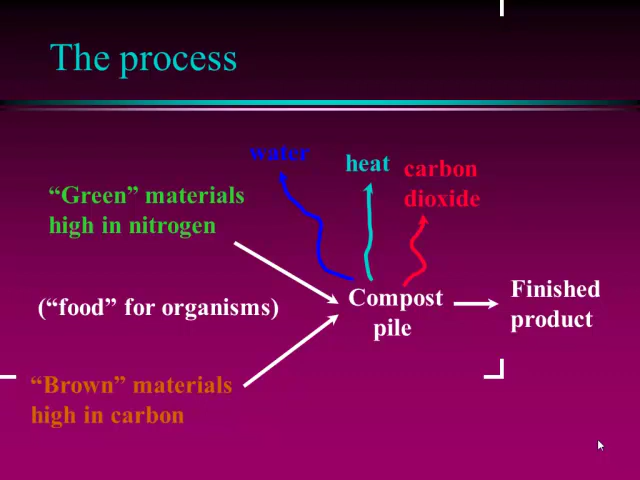 The process
water
heat
carbon
dioxide
“Green” materials
high in nitrogen
(“food” for organisms)
Compost
pile
Finished
product
“Brown” materials
high in carbon